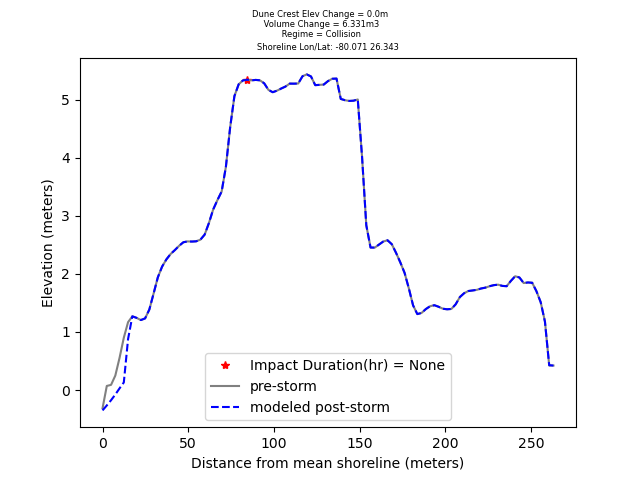 Dune Crest Elev Change = 0.0m
Volume Change = 6.331m3
Regime = Collision
Shoreline Lon/Lat: -80.071 26.343
Elevation (meters)
5
4
3
2
1
0
Impact Duration(hr) = None
pre-storm
modeled post-storm
0 50 100 150 200 250
Distance from mean shoreline (meters)